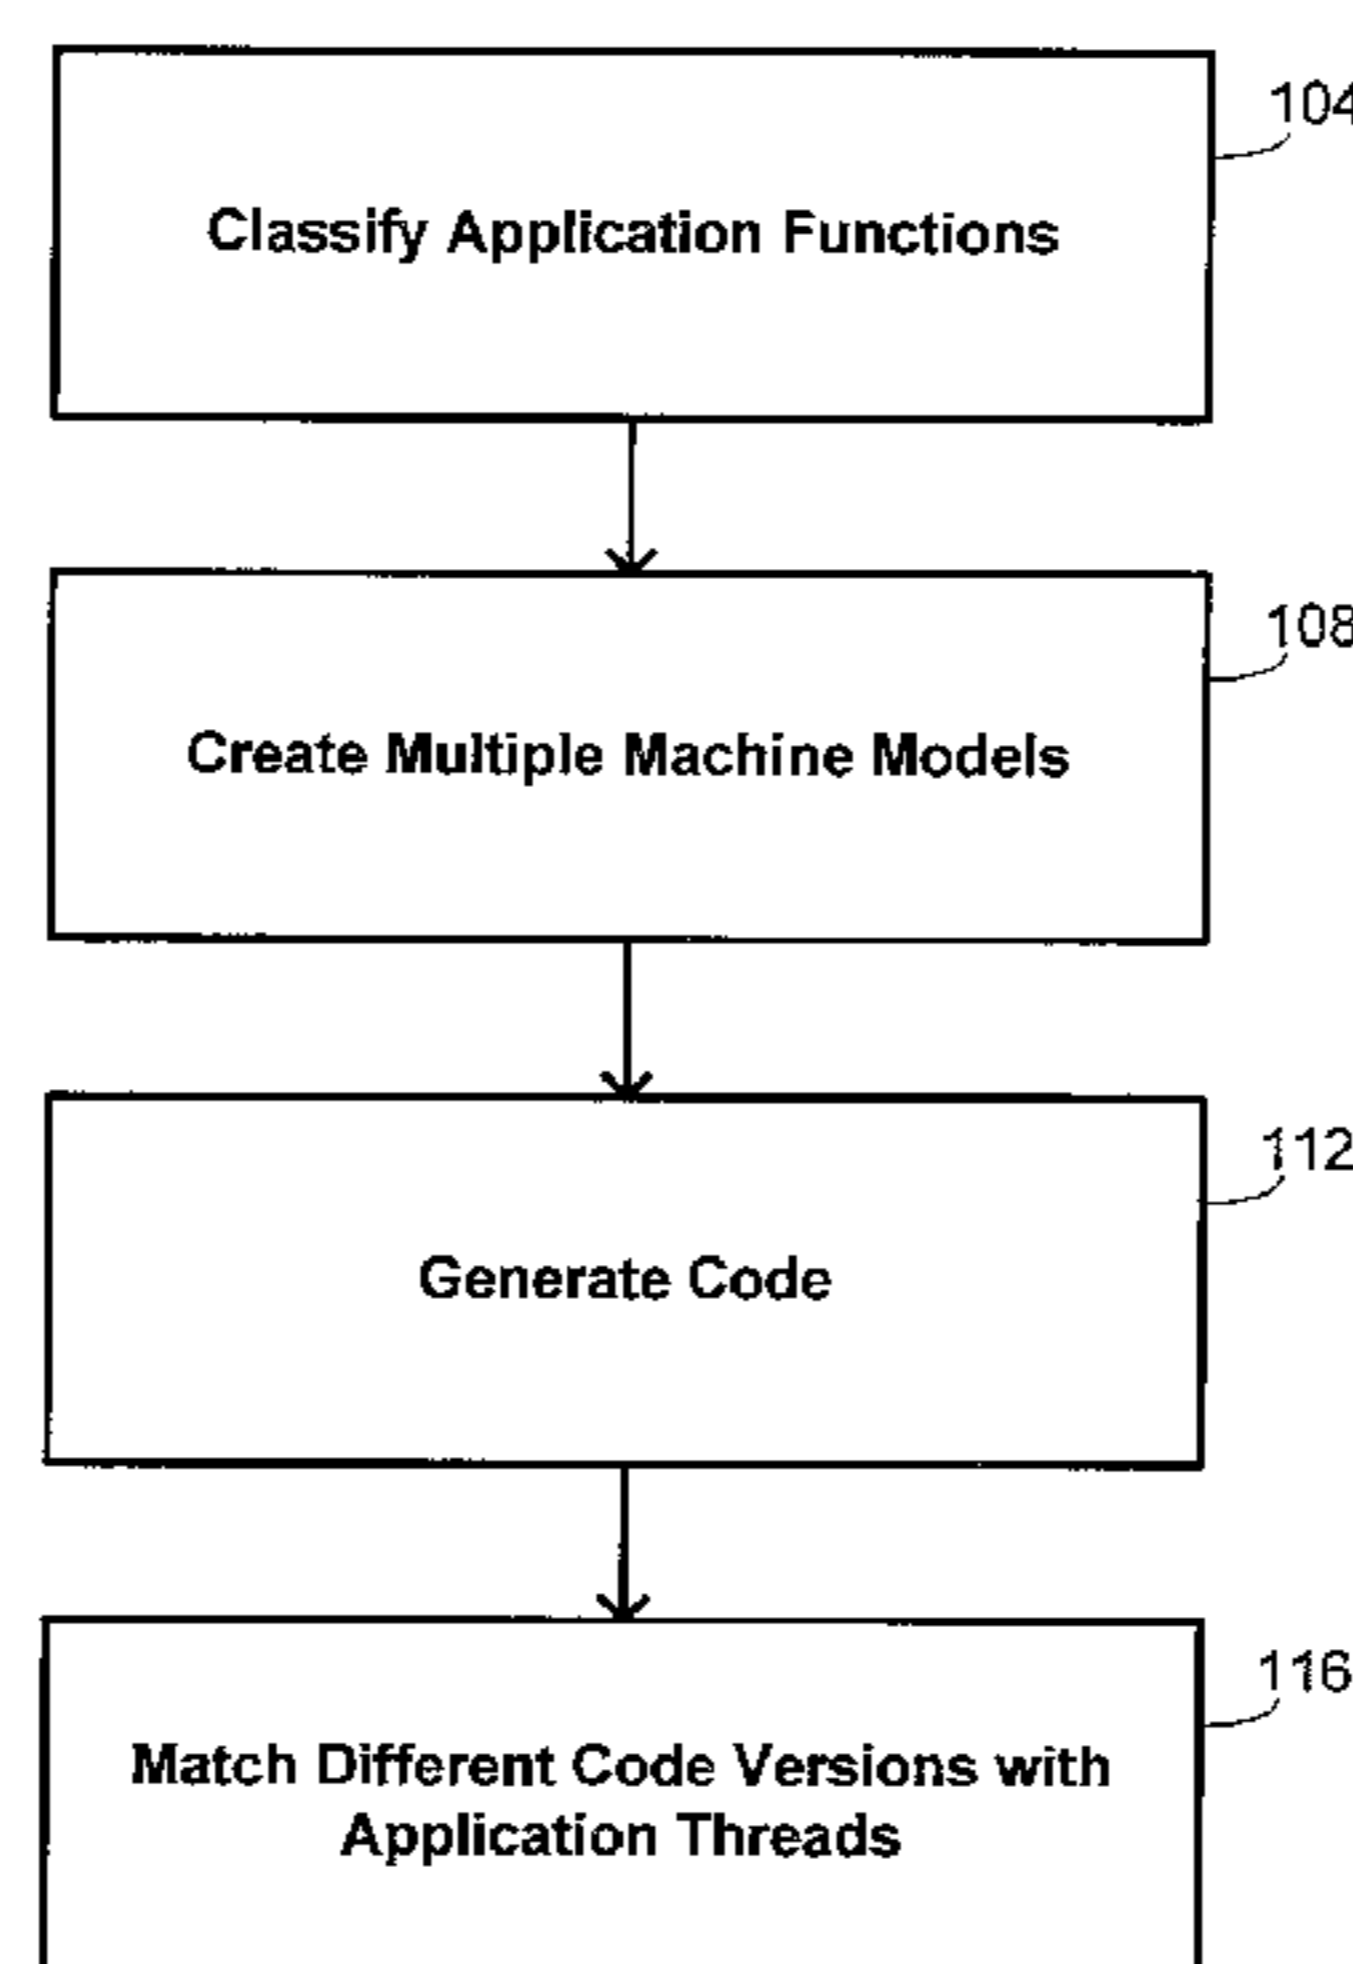 104
Classify Application Functions
108
Create Multiple Machine Models
112
Generate Code
116
Match Different Code Versions with
Application Threads